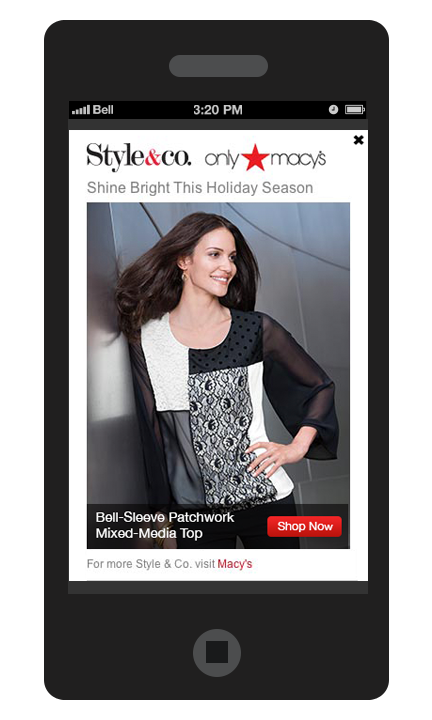 Bell 3:20 PM
Style&co. only macy's
Shine Bright This Holiday Season
Bell-Sleeve Patchwork
Mixed-Media Top
Shop Now
For more Style & Co. visit Macy's